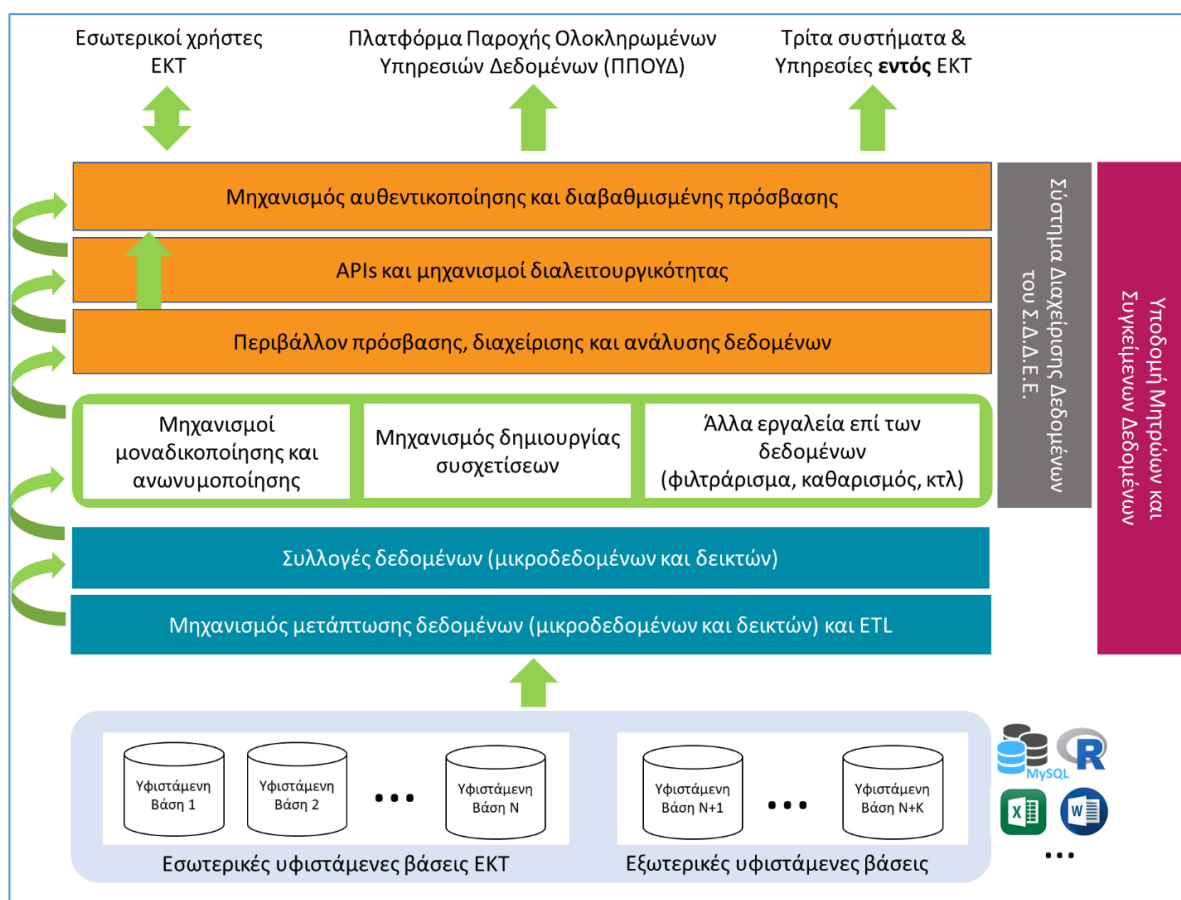 Εσωτερικοί χρήστες
ΕΚΤ
Πλατφόρμα Παροχής Ολοκληρωμένων
Υπηρεσιών Δεδομένων (ΠΠΟΥΔ)
Τρίτα συστήματα &
Υπηρεσίες εντός ΕΚΤ
Μηχανισμός αυθεντικοποίησης και διαβαθμισμένης πρόσβασης
APIs και μηχανισμοί διαλειτουργικότητας
Περιβάλλον πρόσβασης, διαχείρισης και ανάλυσης δεδομένων
Μηχανισμοί
μοναδικοποίησης και
ανωνυμοποίησης
Μηχανισμός δημιουργίας
συσχετίσεων
Άλλα εργαλεία επί των
δεδομένων
(φιλτράρισμα, καθαρισμός, κτλ)
Σύστημα Διαχείρισης Δεδομένων
του Σ.Δ.Δ.Ε.Ε.
Υποδομή Μητρώων και
Συγκείμενων Δεδομένων
Συλλογές δεδομένων (μικροδεδομένων και δεικτών)
Μηχανισμός μετάπτωσης δεδομένων (μικροδεδομένων και δεικτών) και ETL
Υφιστάμενη
Βάση 1
Υφιστάμενη
Βάση 2
...
Υφιστάμενη
Βάση N
Υφιστάμενη
Βάση N+1
...
Υφιστάμενη
Βάση N+K
Εσωτερικές υφιστάμενες βάσεις ΕΚΤ
Εξωτερικές υφιστάμενες βάσεις
MySQL
R
X
W
...